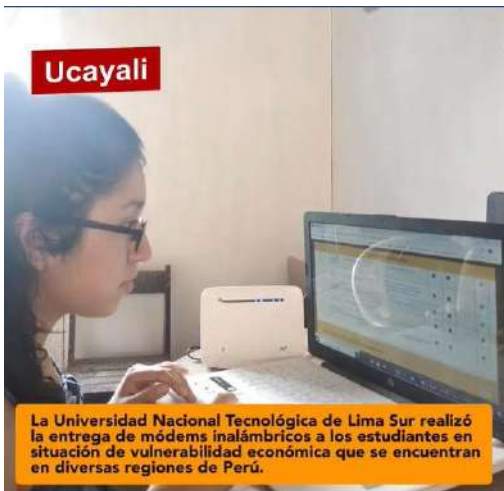 Ucayali
La Universidad Nacional Tecnológica de Lima Sur realizó
la entrega de módems inalámbricos a los estudiantes en
situación de vulnerabilidad económica que se encuentran
en diversas regiones de Perú.